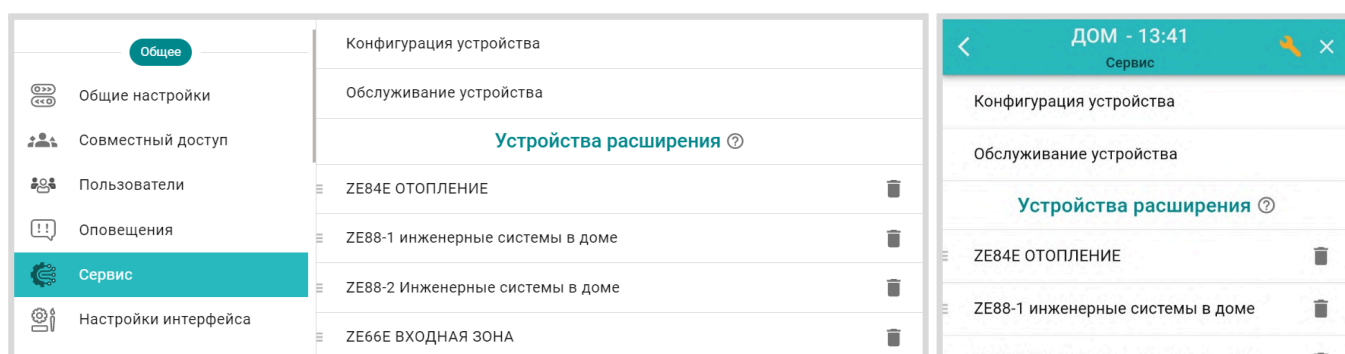 Общее
Общие настройки
Совместный доступ
Пользователи
Оповещения
Сервис
Настройки интерфейса
Конфигурация устройства
Обслуживание устройства
Устройства расширения ?
ZE84E ОТОПЛЕНИЕ
ZE88-1 инженерные системы в доме
ZE88-2 Инженерные системы в доме
ZE66E ВХОДНАЯ ЗОНА
ДОМ - 13:41
Сервис
Конфигурация устройства
Обслуживание устройства
Устройства расширения ?
ZE84E ОТОПЛЕНИЕ
ZE88-1 инженерные системы в доме